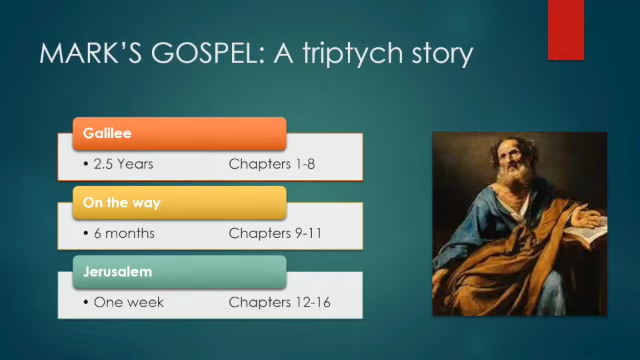 MARK’S GOSPEL: A triptych story
Galilee
• 2.5 Years Chapters 1-8
On the way
• 6 months Chapters 9-11
Jerusalem
• One week Chapters 12-16